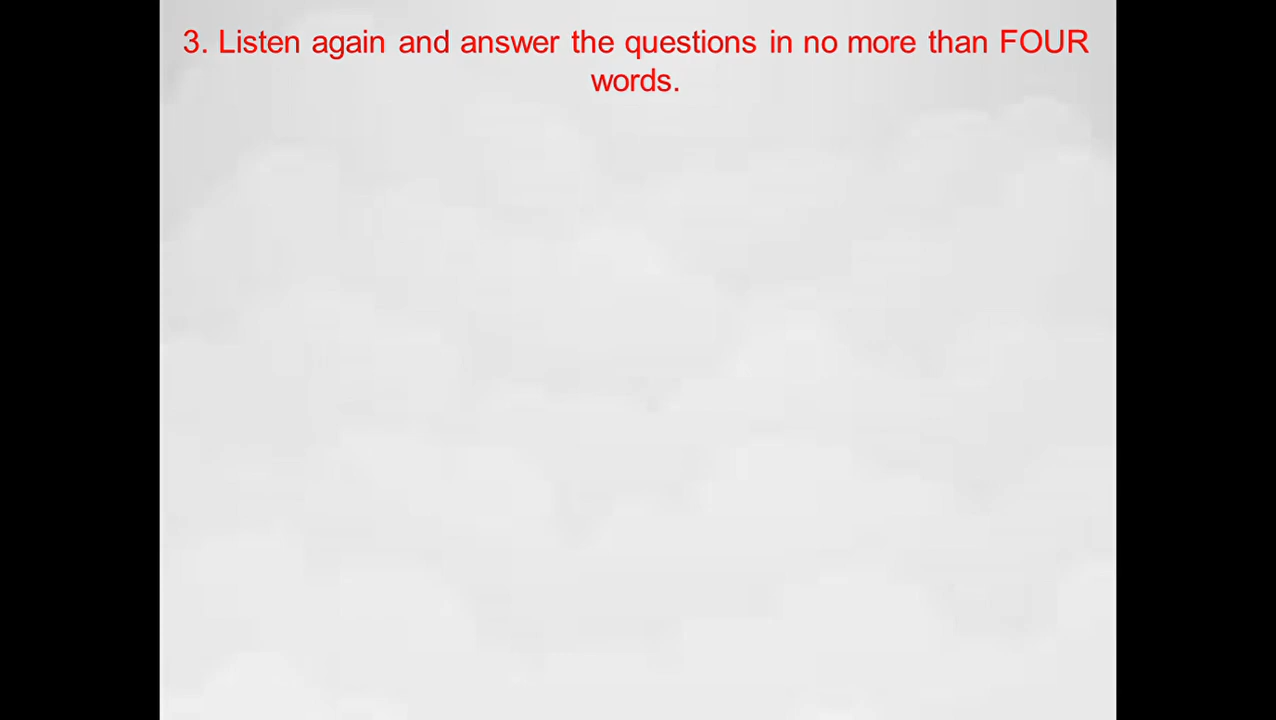 3. Listen again and answer the questions in no more than FOUR
words.